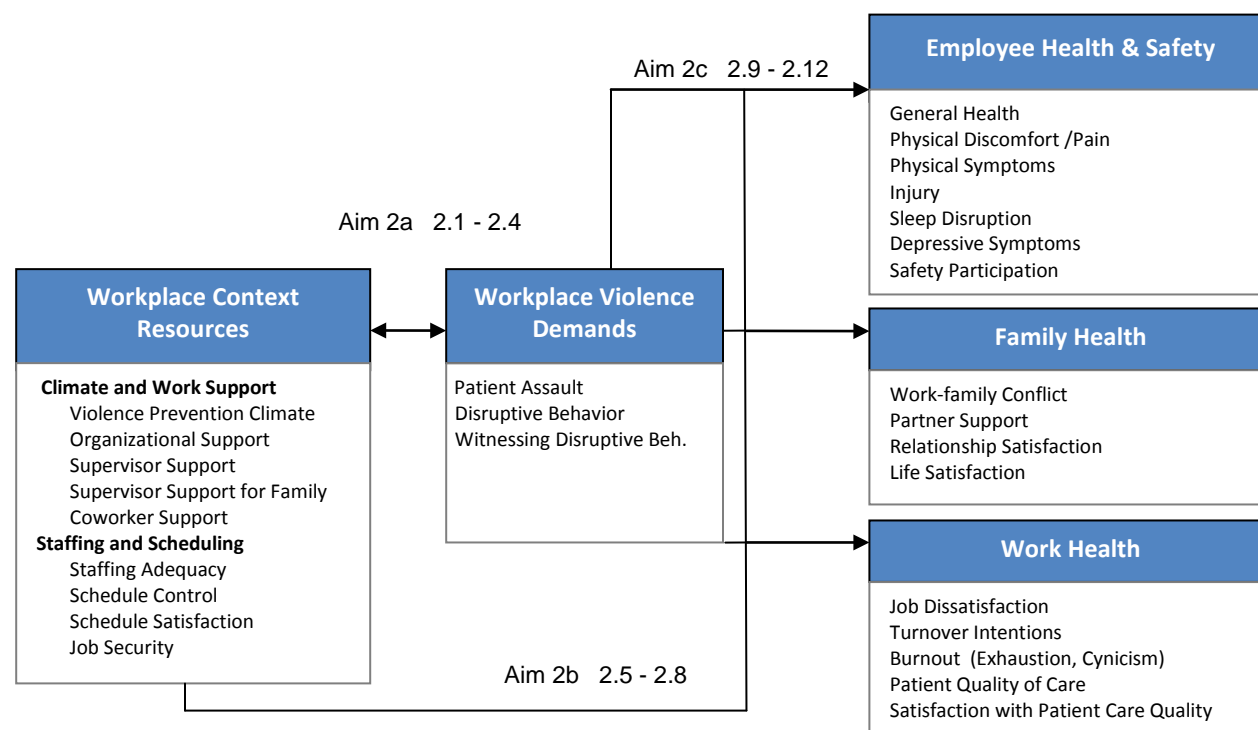 Aim 2c 2.9 - 2.12
Employee Health & Safety
General Health
Physical Discomfort /Pain
Physical Symptoms
Injury
Sleep Disruption
Depressive Symptoms
Safety Participation
Aim 2a 2.1 - 2.4
Workplace Context
Resources
Climate and Work Support
Violence Prevention Climate
Organizational Support
Supervisor Support
Supervisor Support for Family
Coworker Support
Staffing and Scheduling
Staffing Adequacy
Schedule Control
Schedule Satisfaction
Job Security
Workplace Violence
Demands
Patient Assault
Disruptive Behavior
Witnessing Disruptive Beh.
Family Health
Work-family Conflict
Partner Support
Relationship Satisfaction
Life Satisfaction
Work Health
Job Dissatisfaction
Turnover Intentions
Burnout (Exhaustion, Cynicism)
Patient Quality of Care
Satisfaction with Patient Care Quality
Aim 2b 2.5 - 2.8